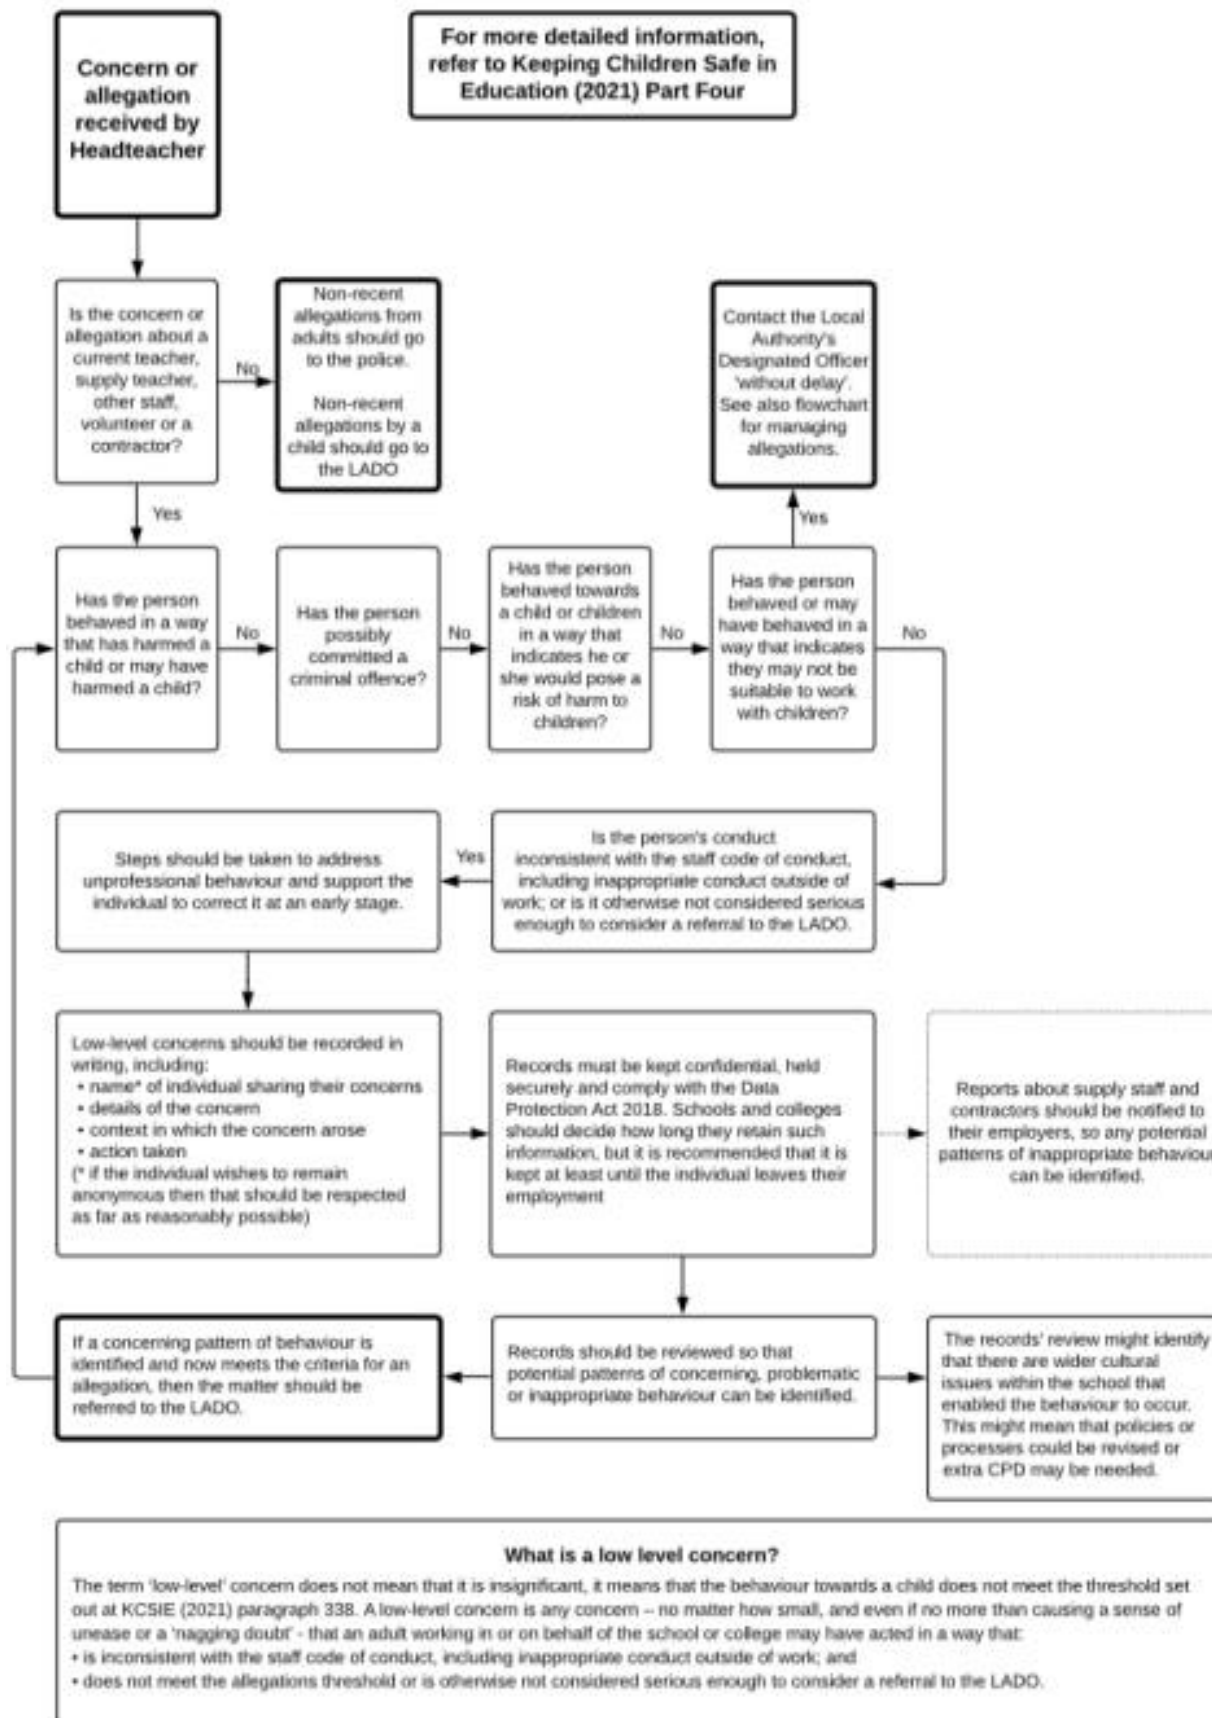 Concern or
allegation
received by
Headteacher
For more detailed information,
refer to Keeping Children Safe in
Education (2021) Part Four
Is the concern or
allegation about a
current teacher,
supply teacher,
other staff,
volunteer or a
contractor?
No
Non-recent
allegations from
adults should go
to the police.
Non-recent
allegations by a
child should go to
the LADO
Contact the Local
Authority's
Designated Officer
'without delay'.
See also flowchart
for managing
allegations.
Yes
Yes
Has the person
behaved in a way
that has harmed a
child or may have
harmed a child?
No
Has the person
possibly
committed a
criminal offence?
No
Has the person
behaved towards
a child or children
in a way that
indicates he or
she would pose a
risk of harm to
children?
No
Has the person
behaved or may
have behaved in a
way that indicates
they may not be
suitable to work
with children?
No
Steps should be taken to address
unprofessional behaviour and support the
individual to correct it at an early stage.
Yes
Is the person's conduct
inconsistent with the staff code of conduct,
including inappropriate conduct outside of
work; or is it otherwise not considered serious
enough to consider a referral to the LADO.
Low-level concerns should be recorded in
writing, including:
• name* of individual sharing their concerns
• details of the concern
• context in which the concern arose
• action taken
(* if the individual wishes to remain
anonymous then that should be respected
as far as reasonably possible)
Records must be kept confidential, held
securely and comply with the Data
Protection Act 2018. Schools and colleges
should decide how long they retain such
information, but it is recommended that it is
kept at least until the individual leaves their
employment
Reports about supply staff and
contractors should be notified to
their employers, so any potential
patterns of inappropriate behaviour
can be identified.
If a concerning pattern of behaviour is
identified and now meets the criteria for an
allegation, then the matter should be
referred to the LADO.
Records should be reviewed so that
potential patterns of concerning, problematic
or inappropriate behaviour can be identified.
The records' review might identify
that there are wider cultural
issues within the school that
enabled the behaviour to occur.
This might mean that policies or
processes could be revised or
extra CPD may be needed.
What is a low level concern?
The term 'low-level' concern does not mean that it is insignificant, it means that the behaviour towards a child does not meet the threshold set
out at KCSIE (2021) paragraph 338. A low-level concern is any concern – no matter how small, and even if no more than causing a sense of
unease or a 'nagging doubt' - that an adult working in or on behalf of the school or college may have acted in a way that:
• is inconsistent with the staff code of conduct, including inappropriate conduct outside of work; and
• does not meet the allegations threshold or is otherwise not considered serious enough to consider a referral to the LADO.